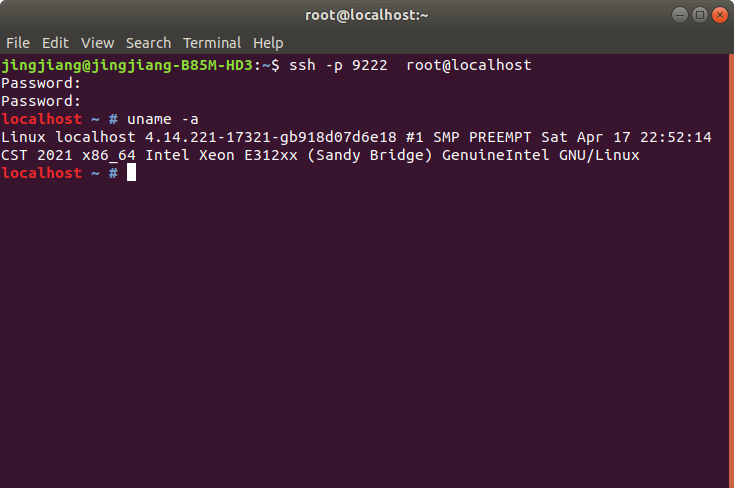 root@localhost:~
File Edit View Search Terminal Help
jingjiang@jingjiang-B85M-HD3:~$ ssh -p 9222  root@localhost
Password:
Password:
localhost ~ # uname -a
Linux localhost 4.14.221-17321-gb918d07d6e18 #1 SMP PREEMPT Sat Apr 17 22:52:14
CST 2021 x86_64 Intel Xeon E312xx (Sandy Bridge) GenuineIntel GNU/Linux
localhost ~ #